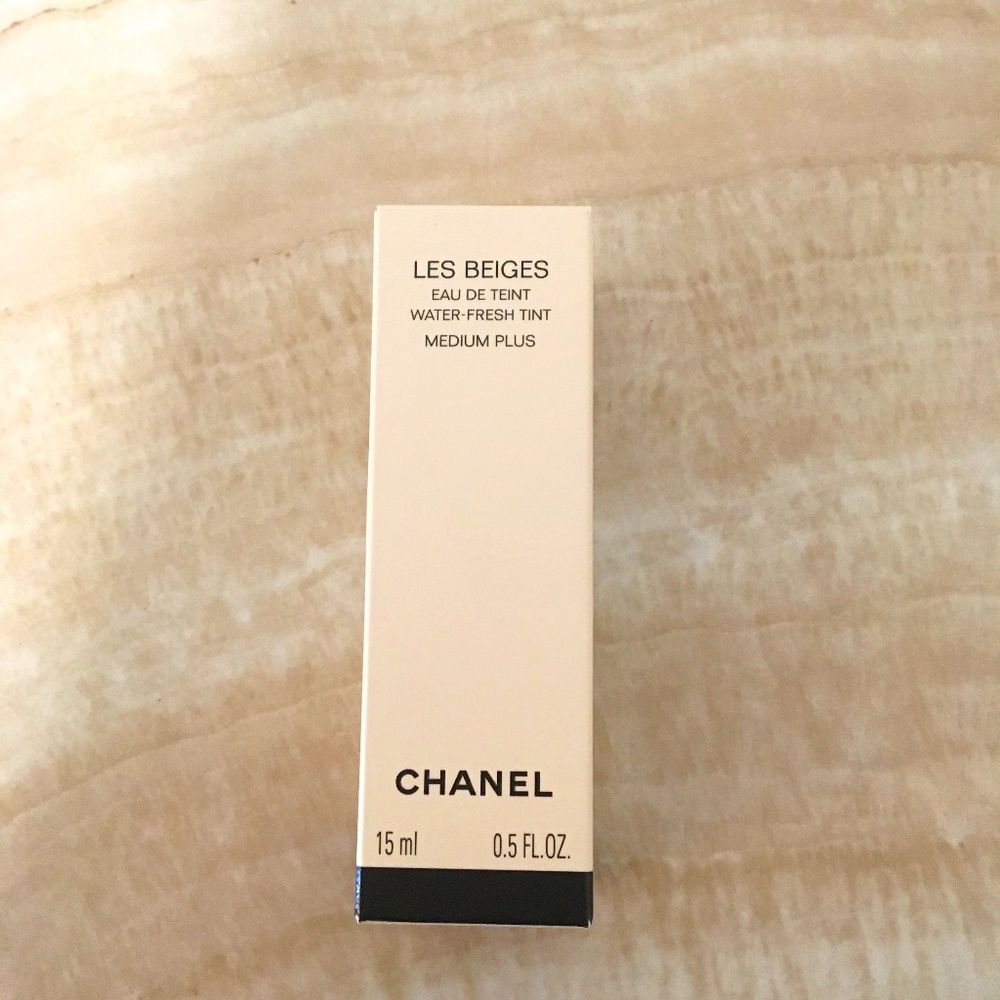 LES BEIGES
EAU DE TEINT
WATER-FRESH TINT
MEDIUM PLUS
CHANEL
15 ml 0.5 FL.OZ.